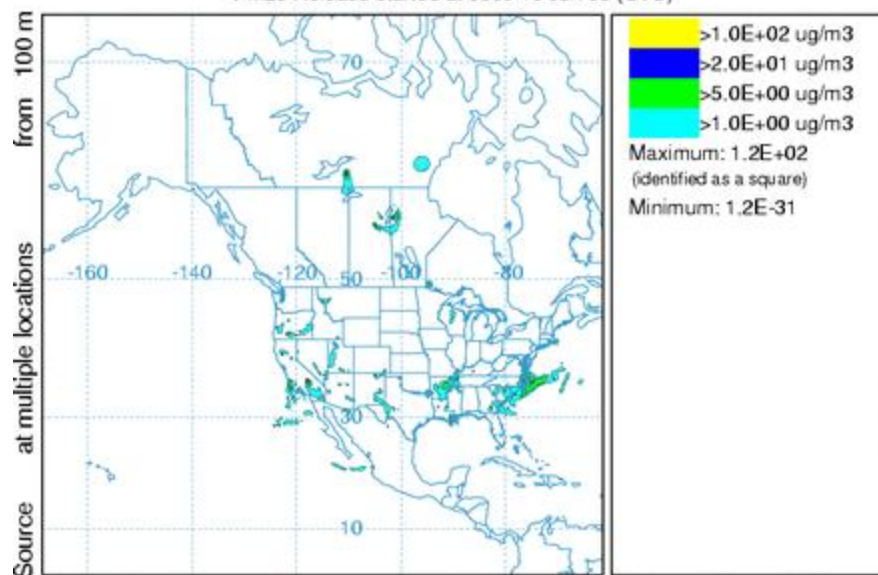 Source at multiple locations from 100 m
70
-160 -140 -120 50 -100 -80
30
10
>1.0E+02 ug/m3
>2.0E+01 ug/m3
>5.0E+00 ug/m3
>1.0E+00 ug/m3
Maximum: 1.2E+02
(identified as a square)
Minimum: 1.2E-31